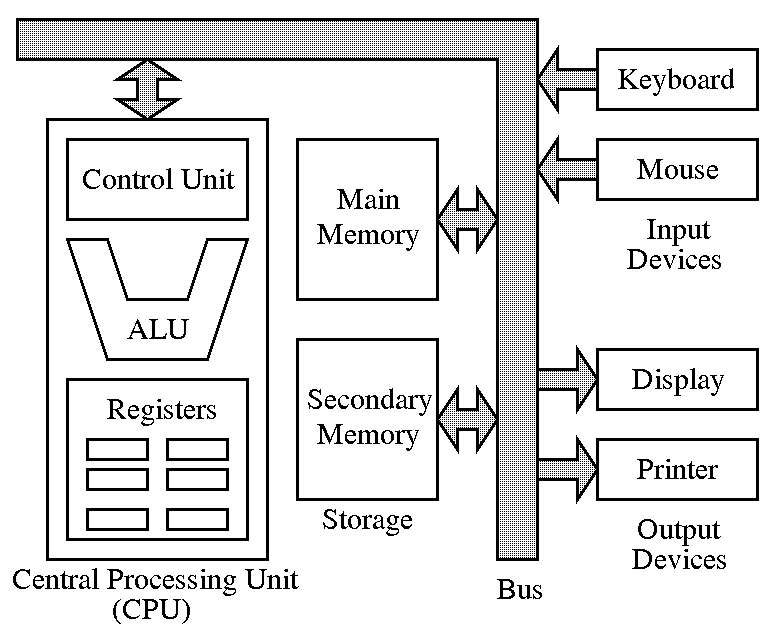 Control Unit
ALU
Registers
Central Processing Unit
(CPU)
Main
Memory
Secondary
Memory
Storage
Bus
Keyboard
Mouse
Input
Devices
Display
Printer
Output
Devices